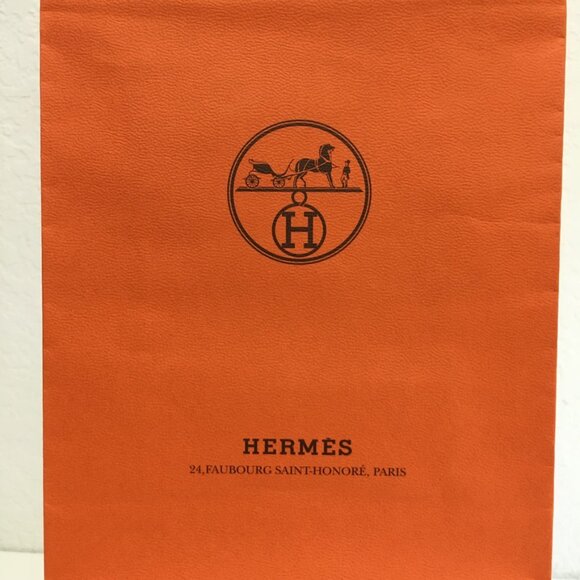 H
HERMÈS
24,FAUBOURG SAINT-HONORÉ, PARIS